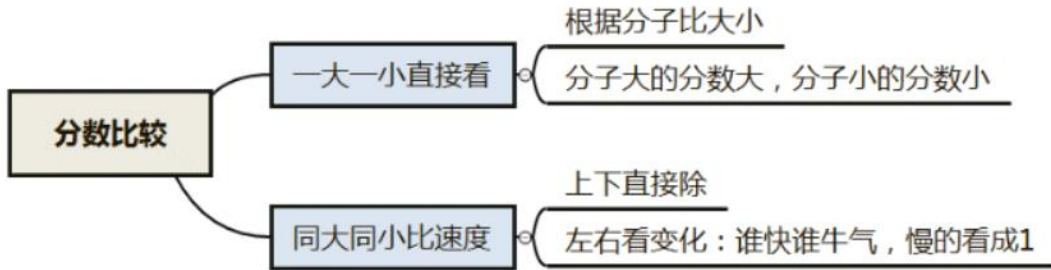 分数比较
一大一小直接看
根据分子比大小
分子大的分数大，分子小的分数小
同大同小比速度
上下直接除
左右看变化：谁快谁牛气，慢的看成1